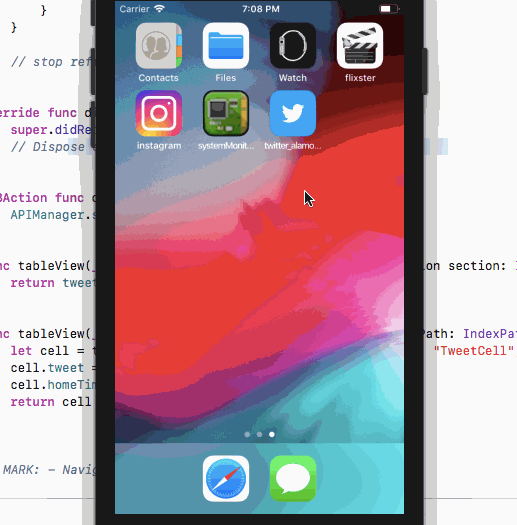 }
}
Carrier 7:08 PM
// stop ref
Contacts Files Watch flixster
erride func d
super.didRe
// Dispose
instagram systemMonit... twitter_alamo...
BAction func
APIManager.s
nc tableView( on section: I
return tweet
nc tableView( Path: IndexPat
let cell = t "TweetCell"
cell.tweet =
cell.homeTim
return cell
MARK: - Navig